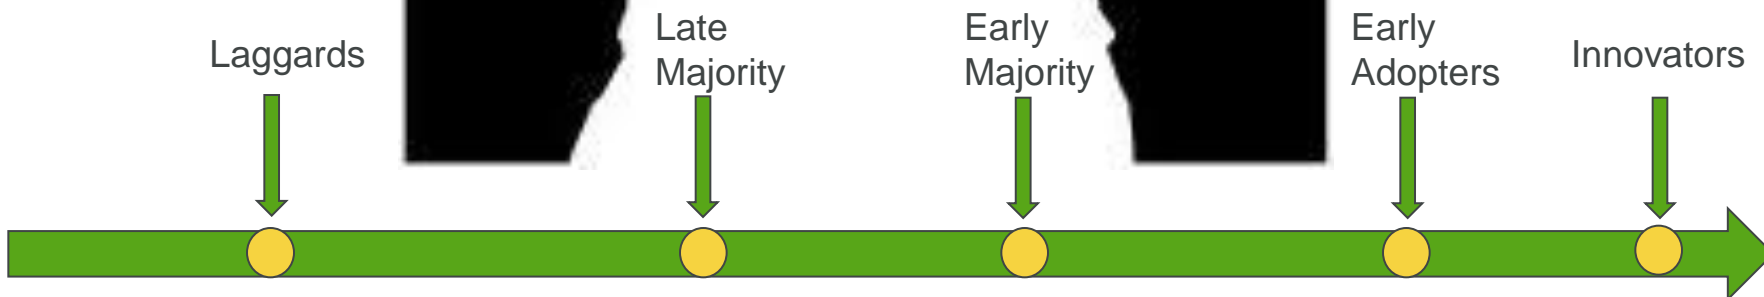 Laggards
Late
Majority
Early
Majority
Early
Adopters
Innovators